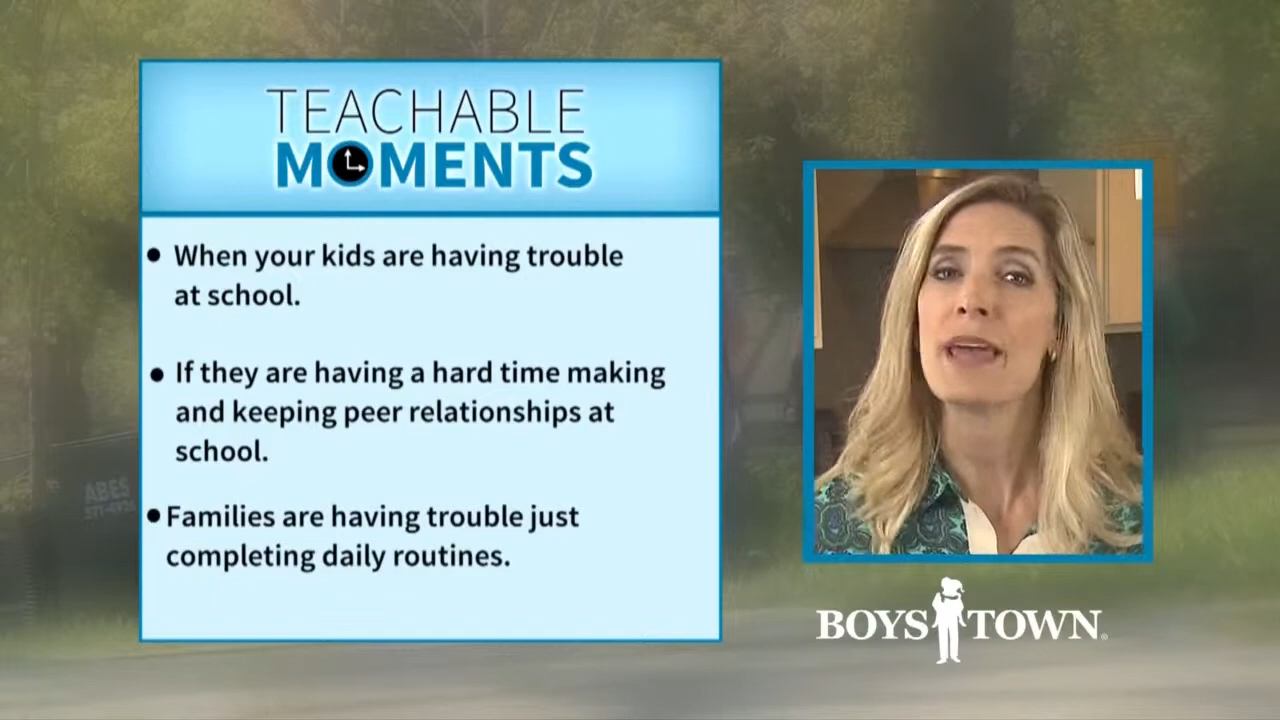 TEACHABLE
MOMENTS
• When your kids are having trouble
at school.
• If they are having a hard time making
and keeping peer relationships at
school.
• Families are having trouble just
completing daily routines.
ABES
BOYS TOWN®